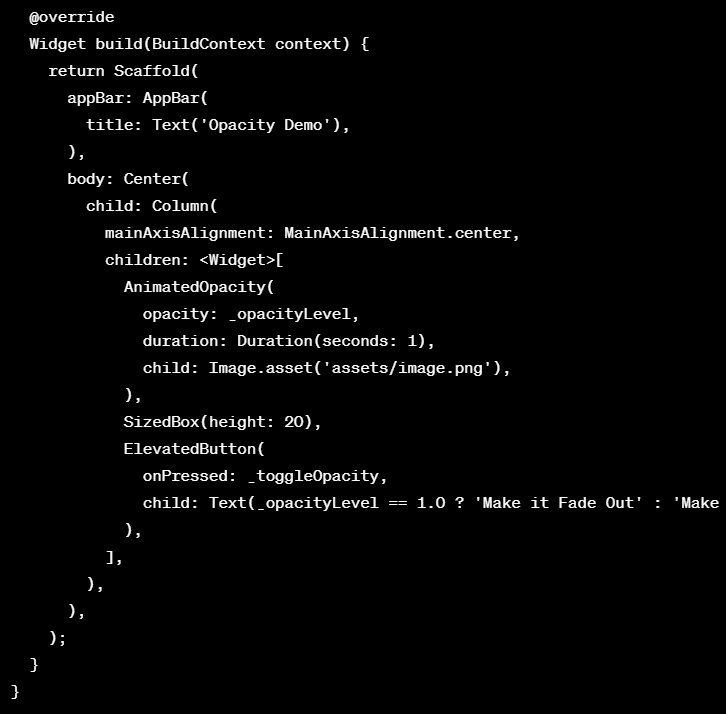 @override
Widget build(BuildContext context) {
return Scaffold(
appBar: AppBar(
title: Text('Opacity Demo'),
),
body: Center(
child: Column(
mainAxisAlignment: MainAxisAlignment.center,
children: <Widget>[
AnimatedOpacity(
opacity: _opacityLevel,
duration: Duration(seconds: 1),
child: Image.asset('assets/image.png'),
),
SizedBox(height: 20),
ElevatedButton(
onPressed: _toggleOpacity,
child: Text(_opacityLevel == 1.0 ? 'Make it Fade Out' : 'Make
),
],
),
),
);
}
}